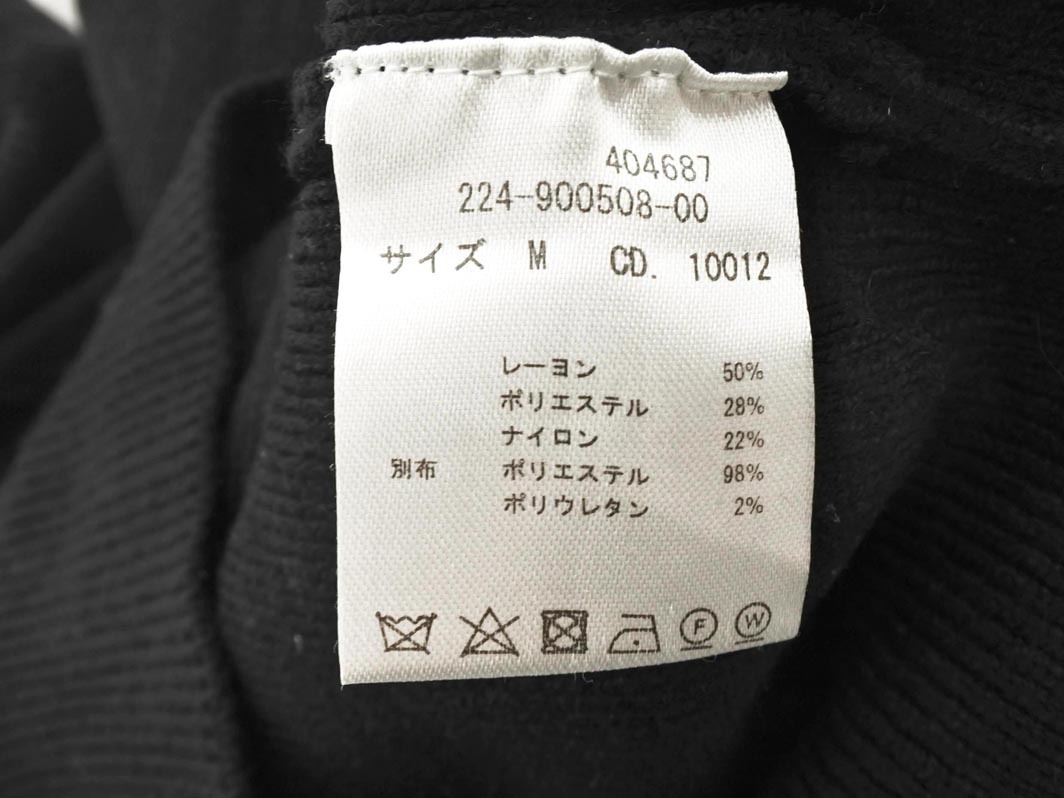 404687
224-900508-00
サイズ M CD. 10012
レーヨン 50%
ポリエステル 28%
ナイロン 22%
別布 ポリエステル 98%
ポリウレタン 2%
F W